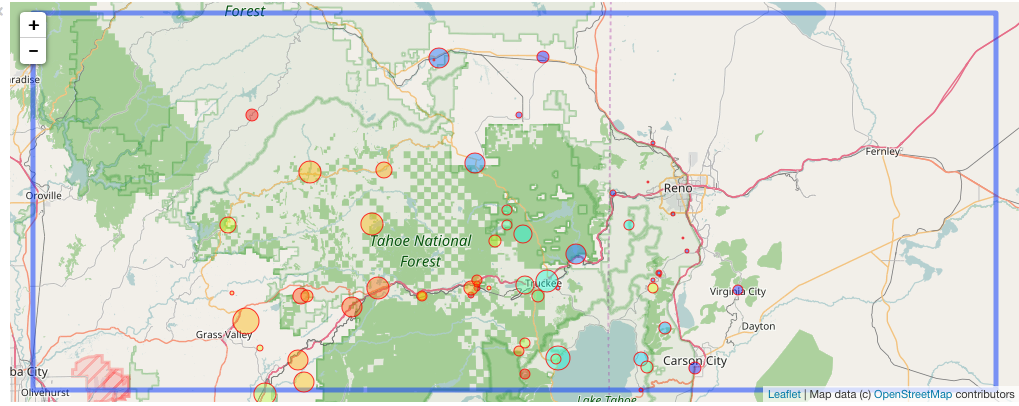 +
−
Forest
aradise
Oroville
Fernley
Reno
Tahoe National
Forest
Truckee
Virginia City
Grass Valley
Dayton
Carson City
ba City
Olivehurst
Lake Tahoe
Leaflet | Map data (c) OpenStreetMap contributors